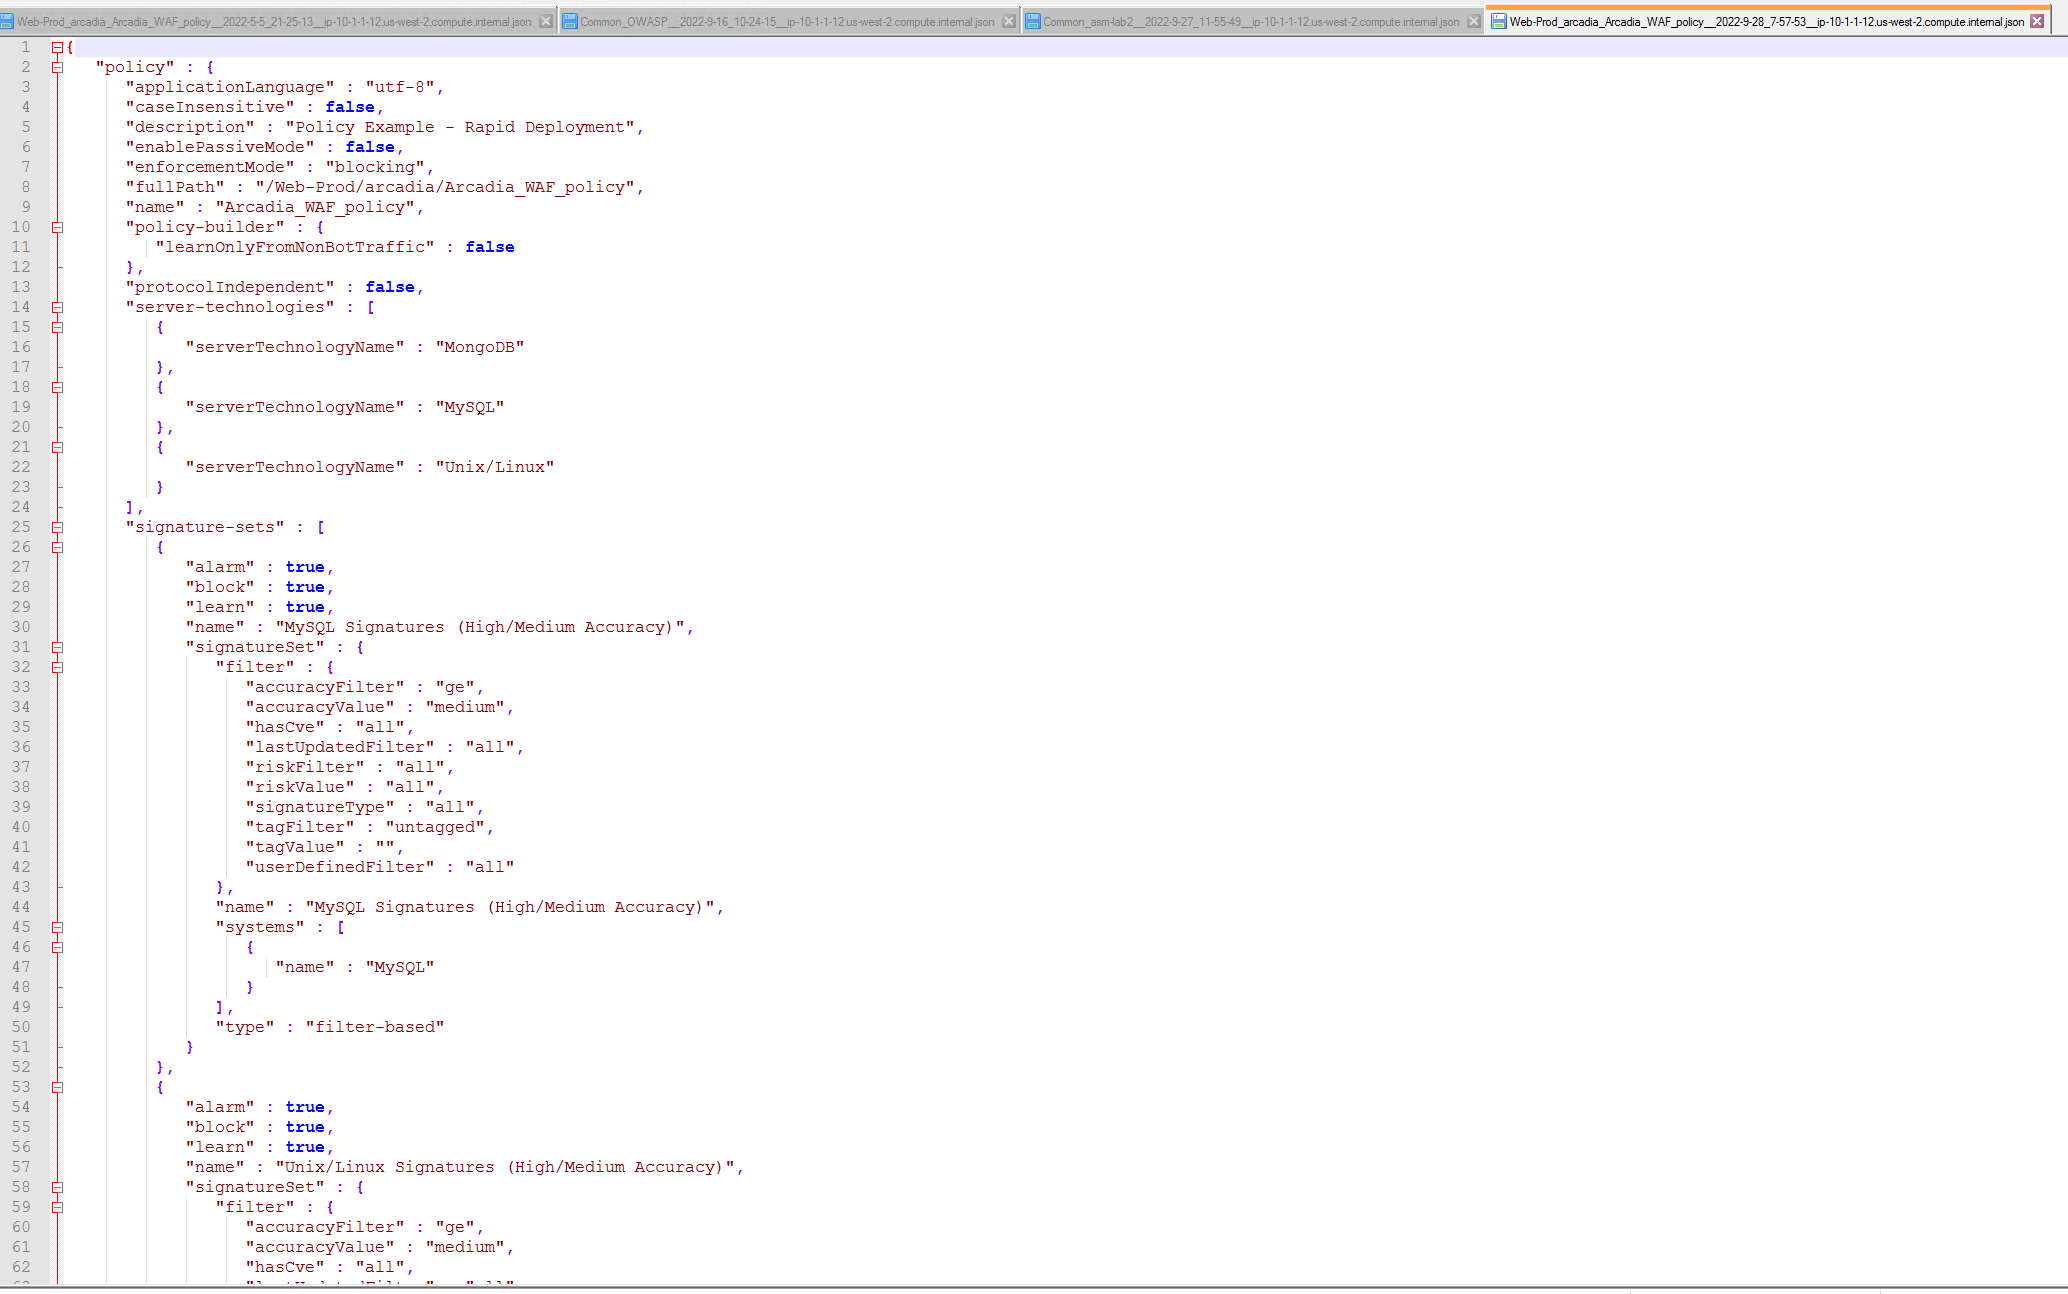 Web-Prod_arcadia_Arcadia_WAF_policy__2022-5-5_21-25-13__ip-10-1-1-12.us-west-2.compute.internal.json
Common_OWASP__2022-9-16_10-24-15__ip-10-1-1-12.us-west-2.compute.internal.json
Common_asm-lab2__2022-9-27_11-55-49__ip-10-1-1-12.us-west-2.compute.internal.json
Web-Prod_arcadia_Arcadia_WAF_policy__2022-9-28_7-57-53__ip-10-1-1-12.us-west-2.compute.internal.json
1 {
2 "policy" : {
3 "applicationLanguage" : "utf-8",
4 "caseInsensitive" : false,
5 "description" : "Policy Example - Rapid Deployment",
6 "enablePassiveMode" : false,
7 "enforcementMode" : "blocking",
8 "fullPath" : "/Web-Prod/arcadia/Arcadia_WAF_policy",
9 "name" : "Arcadia_WAF_policy",
10 "policy-builder" : {
11 "learnOnlyFromNonBotTraffic" : false
12 },
13 "protocolIndependent" : false,
14 "server-technologies" : [
15 {
16 "serverTechnologyName" : "MongoDB"
17 },
18 {
19 "serverTechnologyName" : "MySQL"
20 },
21 {
22 "serverTechnologyName" : "Unix/Linux"
23 }
24 ],
25 "signature-sets" : [
26 {
27 "alarm" : true,
28 "block" : true,
29 "learn" : true,
30 "name" : "MySQL Signatures (High/Medium Accuracy)",
31 "signatureSet" : {
32 "filter" : {
33 "accuracyFilter" : "ge",
34 "accuracyValue" : "medium",
35 "hasCve" : "all",
36 "lastUpdatedFilter" : "all",
37 "riskFilter" : "all",
38 "riskValue" : "all",
39 "signatureType" : "all",
40 "tagFilter" : "untagged",
41 "tagValue" : "",
42 "userDefinedFilter" : "all"
43 },
44 "name" : "MySQL Signatures (High/Medium Accuracy)",
45 "systems" : [
46 {
47 "name" : "MySQL"
48 }
49 ],
50 "type" : "filter-based"
51 }
52 },
53 {
54 "alarm" : true,
55 "block" : true,
56 "learn" : true,
57 "name" : "Unix/Linux Signatures (High/Medium Accuracy)",
58 "signatureSet" : {
59 "filter" : {
60 "accuracyFilter" : "ge",
61 "accuracyValue" : "medium",
62 "hasCve" : "all",